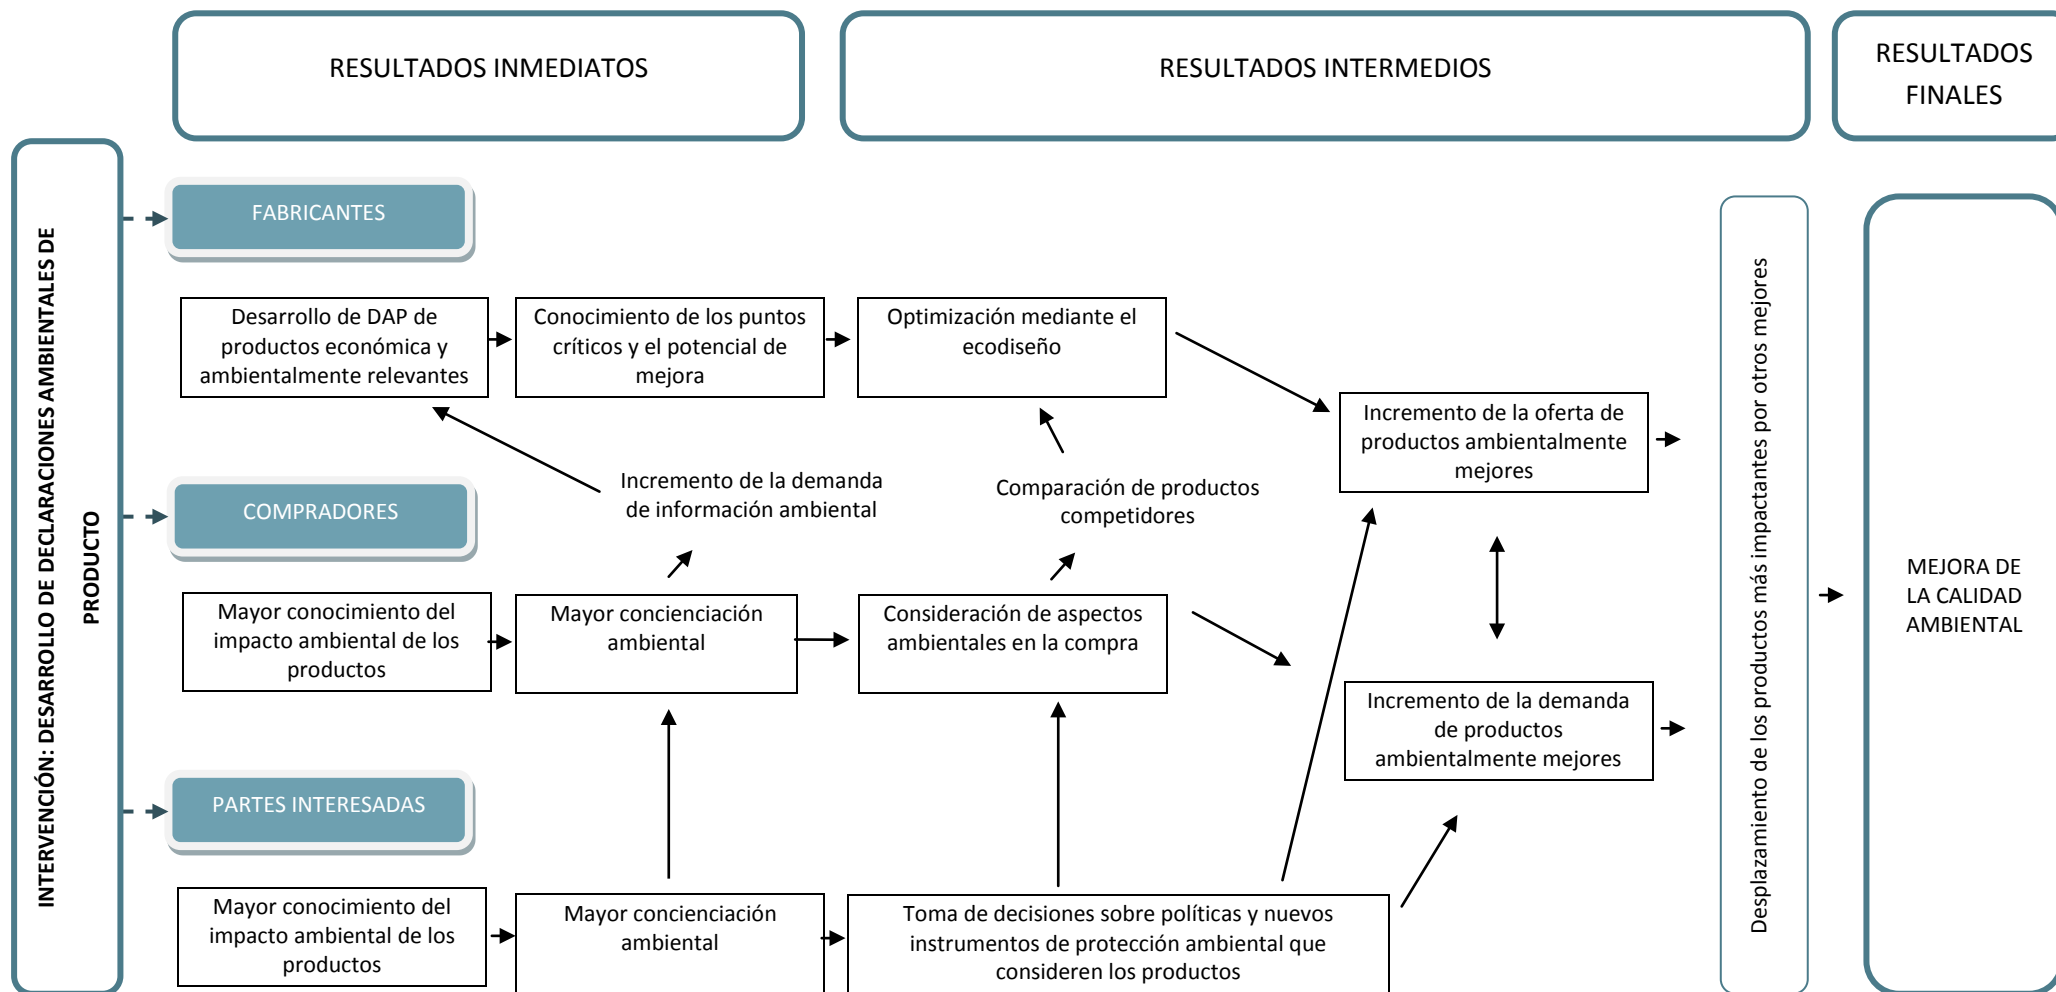 RESULTADOS INMEDIATOS
RESULTADOS INTERMEDIOS
RESULTADOS
FINALES
INTERVENCIÓN: DESARROLLO DE DECLARACIONES AMBIENTALES DE
PRODUCTO
FABRICANTES
Desarrollo de DAP de
productos económica y
ambientalmente relevantes
Conocimiento de los puntos
críticos y el potencial de
mejora
Optimización mediante el
ecodiseño
Incremento de la oferta de
productos ambientalmente
mejores
Incremento de la demanda
de información ambiental
Comparación de productos
competidores
COMPRADORES
Mayor conocimiento del
impacto ambiental de los
productos
Mayor concienciación
ambiental
Consideración de aspectos
ambientales en la compra
Incremento de la demanda
de productos
ambientalmente mejores
PARTES INTERESADAS
Mayor conocimiento del
impacto ambiental de los
productos
Mayor concienciación
ambiental
Toma de decisiones sobre políticas y nuevos
instrumentos de protección ambiental que
consideren los productos
Desplazamiento de los productos más impactantes por otros mejores
MEJORA DE
LA CALIDAD
AMBIENTAL